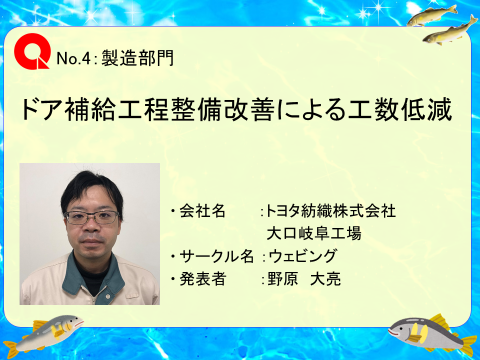 No.4：製造部門
ドア補給工程整備改善による工数低減
・会社名　　：トヨタ紡織株式会社
大口岐阜工場
・サークル名 ：ウェビング
・発表者　　：野原　大亮